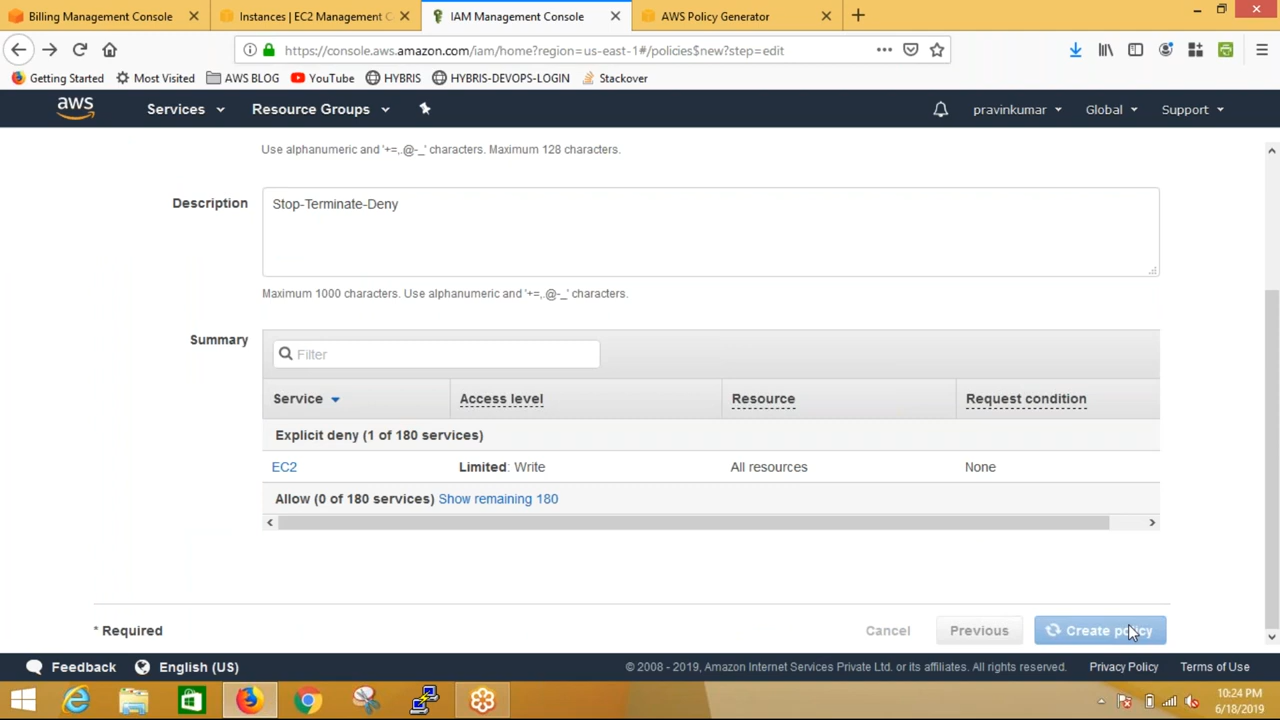 Billing Management Console
Instances | EC2 Management C
IAM Management Console
AWS Policy Generator
https://console.aws.amazon.com/iam/home?region=us-east-1#/policies$new?step=edit
Getting Started
Most Visited
AWS BLOG
YouTube
HYBRIS
HYBRIS-DEVOPS-LOGIN
Stackover
aws
Services
Resource Groups
pravinkumar
Global
Support
Use alphanumeric and '+=,.@-_' characters. Maximum 128 characters.
Description
Stop-Terminate-Deny
Maximum 1000 characters. Use alphanumeric and '+=,.@-_' characters.
Summary
Filter
Service
Access level
Resource
Request condition
Explicit deny (1 of 180 services)
EC2
Limited: Write
All resources
None
Allow (0 of 180 services) Show remaining 180
* Required
Cancel
Previous
Create policy
Feedback
English (US)
© 2008 - 2019, Amazon Internet Services Private Ltd. or its affiliates. All rights reserved.
Privacy Policy
Terms of Use
10:24 PM
6/18/2019